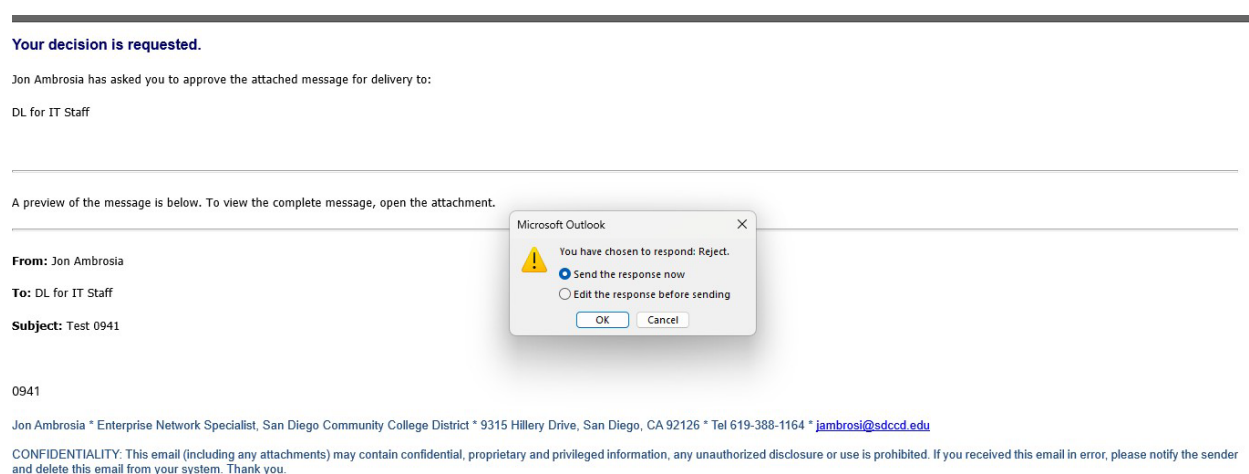 Your decision is requested.
Jon Ambrosia has asked you to approve the attached message for delivery to:
DL for IT Staff
A preview of the message is below. To view the complete message, open the attachment.
Microsoft Outlook
You have chosen to respond: Reject.
Send the response now
Edit the response before sending
OK Cancel
From: Jon Ambrosia
To: DL for IT Staff
Subject: Test 0941
0941
Jon Ambrosia * Enterprise Network Specialist, San Diego Community College District * 9315 Hillery Drive, San Diego, CA 92126 * Tel 619-388-1164 * jambrosi@sdccd.edu
CONFIDENTIALITY: This email (including any attachments) may contain confidential, proprietary and privileged information, any unauthorized disclosure or use is prohibited. If you received this email in error, please notify the sender
and delete this email from your system. Thank you.